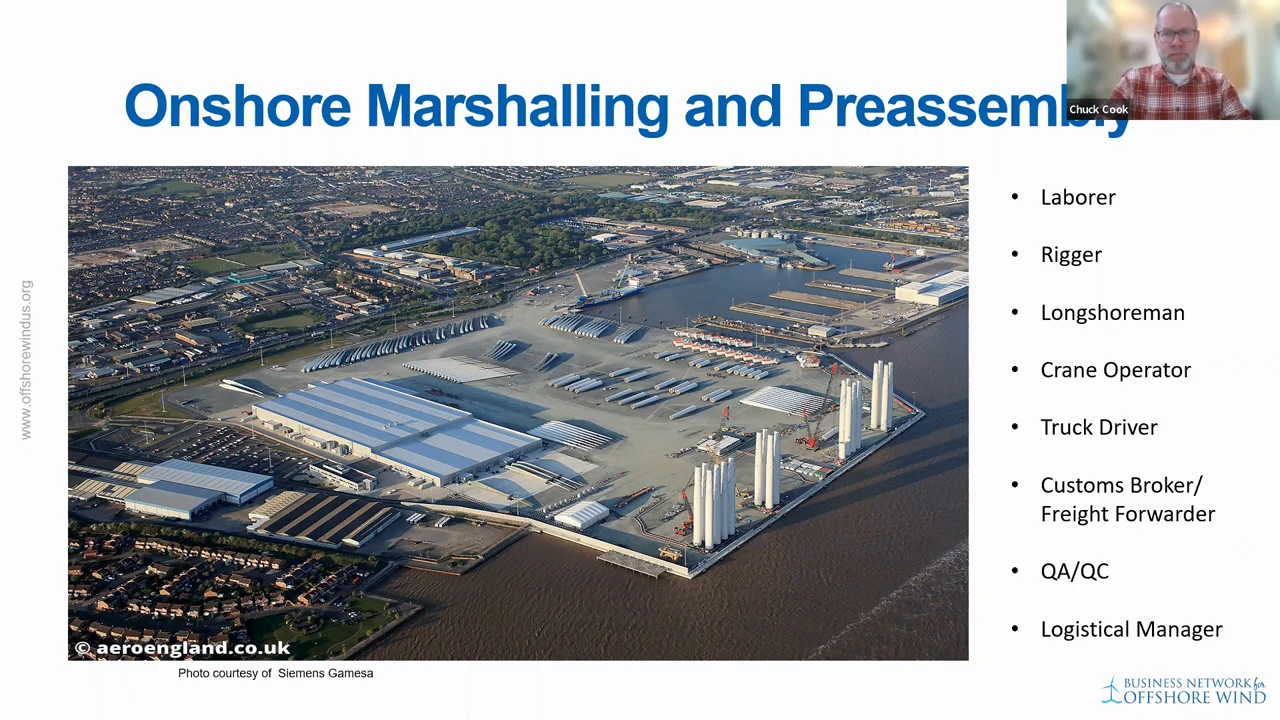 Onshore Marshalling and Preassembly
Chuck Cook
www.offshorewindus.org
• Laborer
• Rigger
• Longshoreman
• Crane Operator
• Truck Driver
• Customs Broker/
Freight Forwarder
• QA/QC
• Logistical Manager
© aeroengland.co.uk
Photo courtesy of Siemens Gamesa
BUSINESS NETWORK for
OFFSHORE WIND